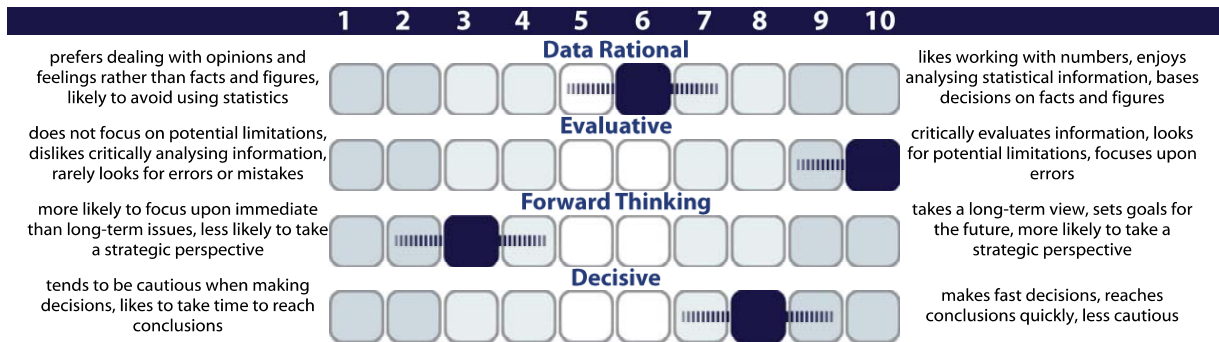 1 2 3 4 5 6 7 8 9 10
Data Rational
prefers dealing with opinions and
feelings rather than facts and figures,
likely to avoid using statistics
likes working with numbers, enjoys
analysing statistical information, bases
decisions on facts and figures
Evaluative
does not focus on potential limitations,
dislikes critically analysing information,
rarely looks for errors or mistakes
critically evaluates information, looks
for potential limitations, focuses upon
errors
Forward Thinking
more likely to focus upon immediate
than long-term issues, less likely to take
a strategic perspective
takes a long-term view, sets goals for
the future, more likely to take a
strategic perspective
Decisive
tends to be cautious when making
decisions, likes to take time to reach
conclusions
makes fast decisions, reaches
conclusions quickly, less cautious